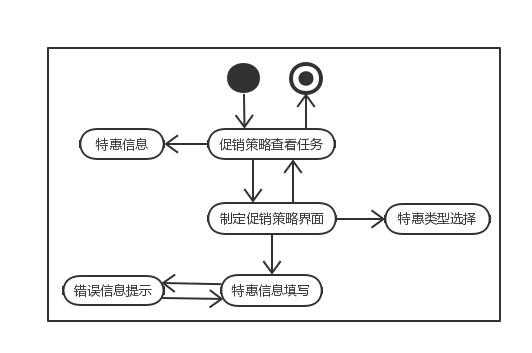 特惠信息
促销策略查看任务
制定促销策略界面
特惠类型选择
错误信息提示
特惠信息填写